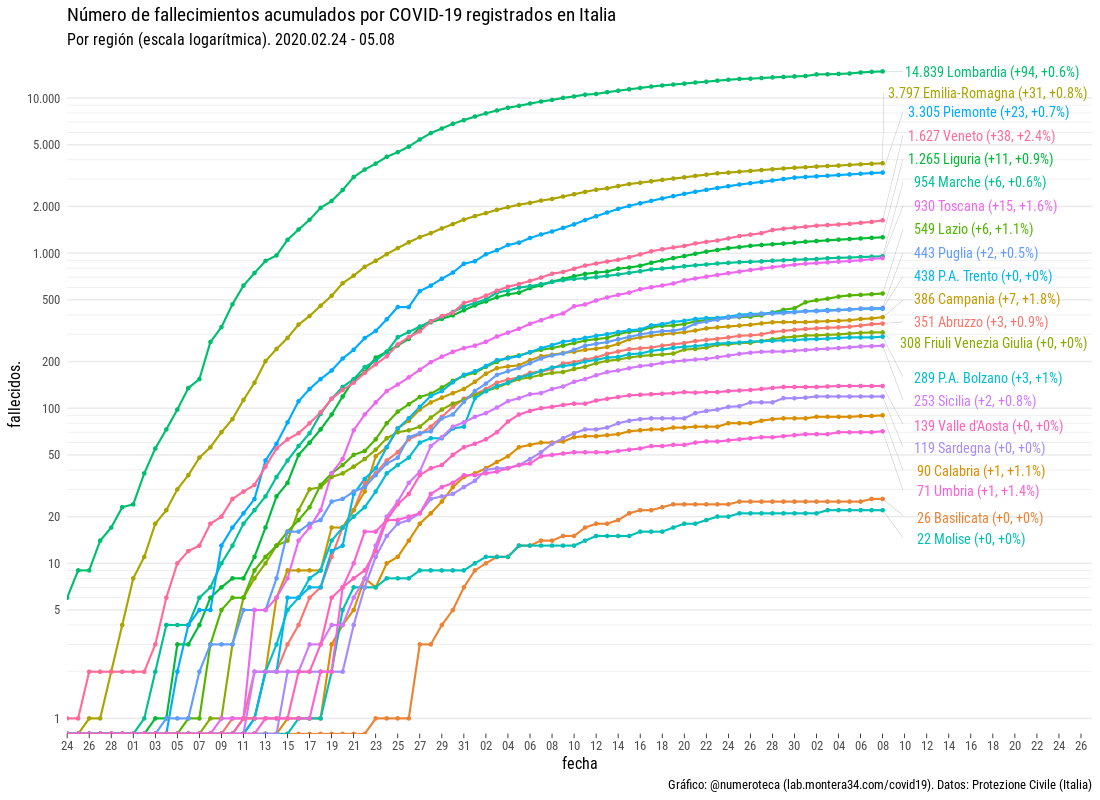 Número de fallecimientos acumulados por COVID-19 registrados en Italia
Por región (escala logarítmica). 2020.02.24 - 05.08
14.839 Lombardia (+94, +0.6%)
3.797 Emilia-Romagna (+31, +0.8%)
3.305 Piemonte (+23, +0.7%)
1.627 Veneto (+38, +2.4%)
1.265 Liguria (+11, +0.9%)
954 Marche (+6, +0.6%)
930 Toscana (+15, +1.6%)
549 Lazio (+6, +1.1%)
443 Puglia (+2, +0.5%)
438 P.A. Trento (+0, +0%)
386 Campania (+7, +1.8%)
351 Abruzzo (+3, +0.9%)
308 Friuli Venezia Giulia (+0, +0%)
289 P.A. Bolzano (+3, +1%)
253 Sicilia (+2, +0.8%)
139 Valle d'Aosta (+0, +0%)
119 Sardegna (+0, +0%)
90 Calabria (+1, +1.1%)
71 Umbria (+1, +1.4%)
26 Basilicata (+0, +0%)
22 Molise (+0, +0%)
10.000
5.000
2.000
1.000
500
200
100
50
20
10
5
1
fallecidos.
24 26 28 01 03 05 07 09 11 13 15 17 19 21 23 25 27 29 31 02 04 06 08 10 12 14 16 18 20 22 24 26 28 30 02 04 06 08 10 12 14 16 18 20 22 24 26
fecha
Gráfico: @numeroteca (lab.montera34.com/covid19). Datos: Protezione Civile (Italia)